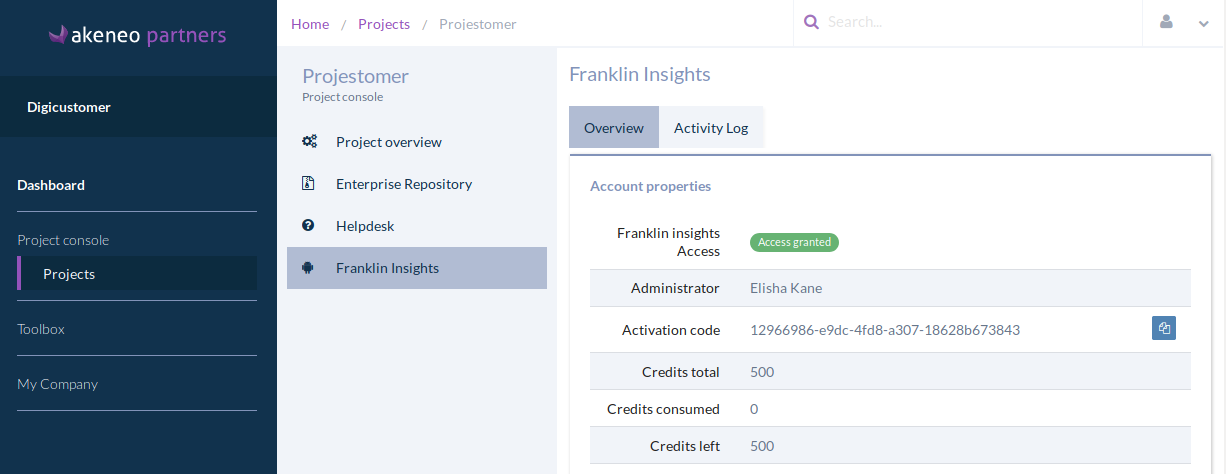 akeneo partners
Digicustomer
Dashboard
Project console
Projects
Toolbox
My Company
Home / Projects / Projestomer
Search...
Projestomer
Project console
Project overview
Enterprise Repository
Helpdesk
Franklin Insights
Franklin Insights
Overview Activity Log
Account properties
Franklin insights
Access
Access granted
Administrator Elisha Kane
Activation code 12966986-e9dc-4fd8-a307-18628b673843
Credits total 500
Credits consumed 0
Credits left 500